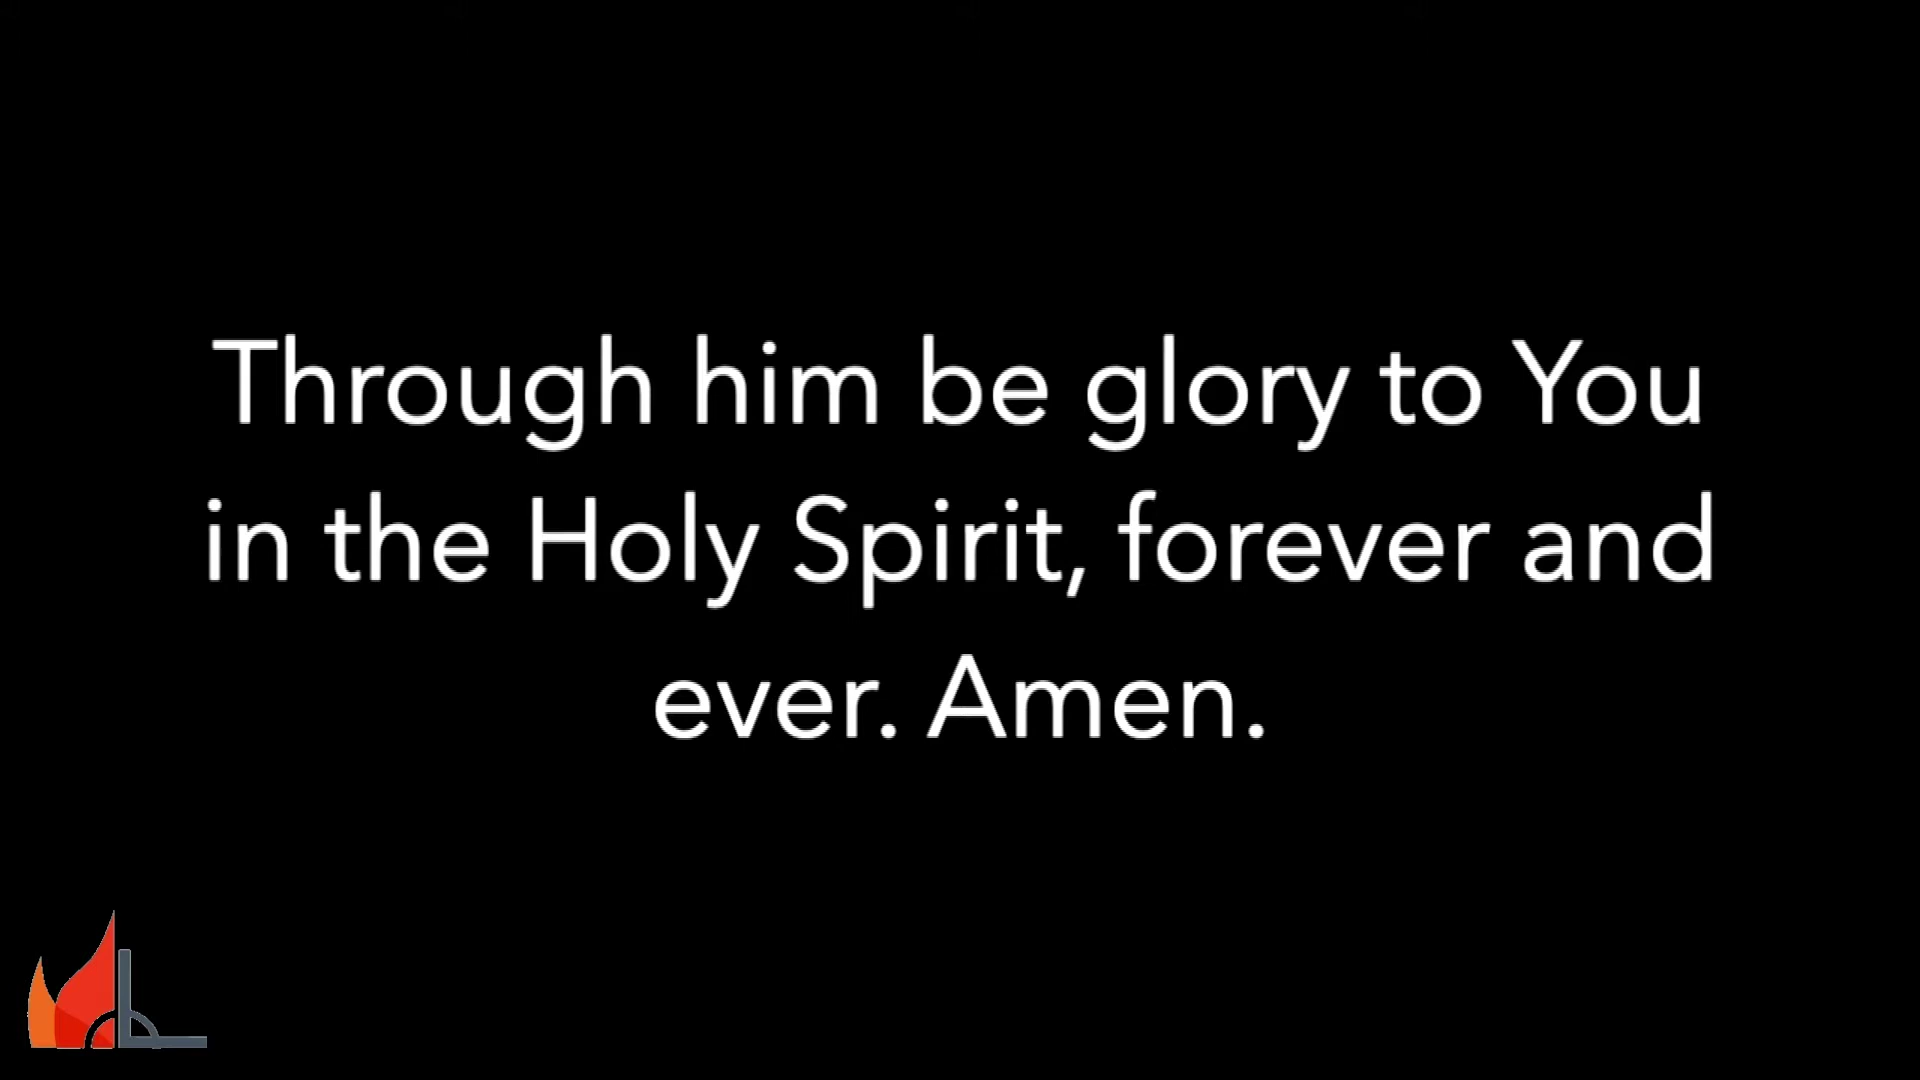 Through him be glory to You
in the Holy Spirit, forever and
ever. Amen.